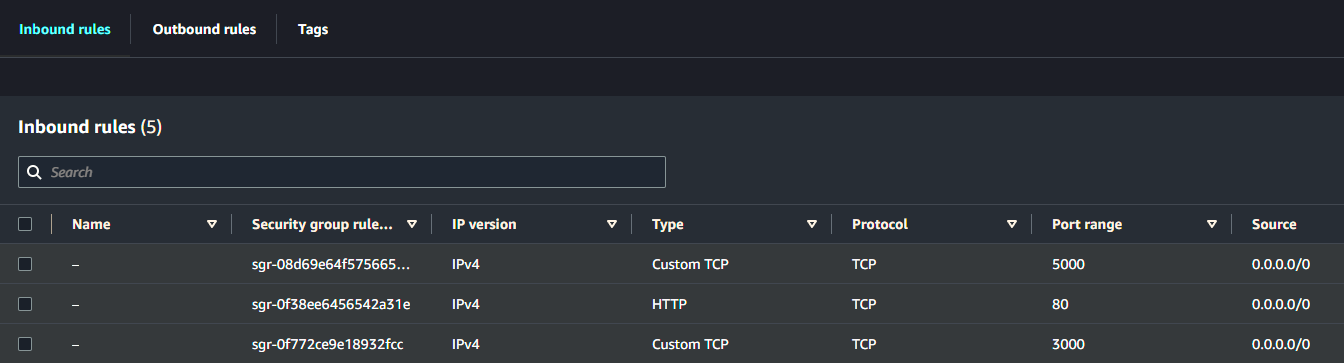 Inbound rules Outbound rules Tags
Inbound rules (5)
Search
Name Security group rule... IP version Type Protocol Port range Source
– sgr-08d69e64f575665... IPv4 Custom TCP TCP 5000 0.0.0.0/0
– sgr-0f38ee6456542a31e IPv4 HTTP TCP 80 0.0.0.0/0
– sgr-0f772ce9e18932fcc IPv4 Custom TCP TCP 3000 0.0.0.0/0